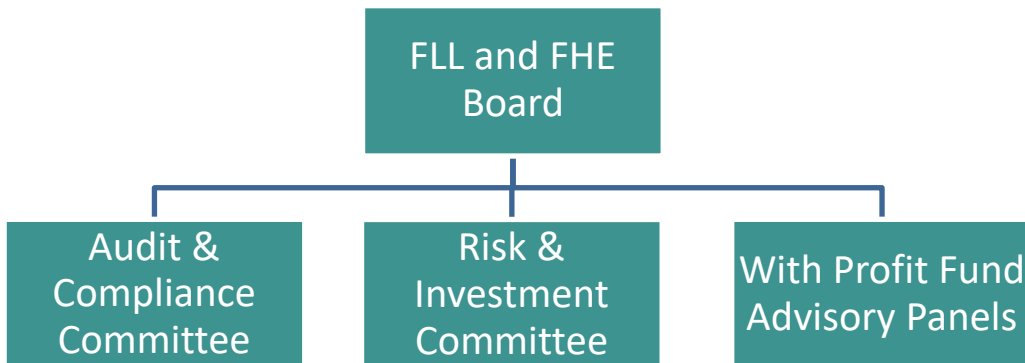 FLL and FHE
Board
Audit &
Compliance
Committee
Risk &
Investment
Committee
With Profit Fund
Advisory Panels